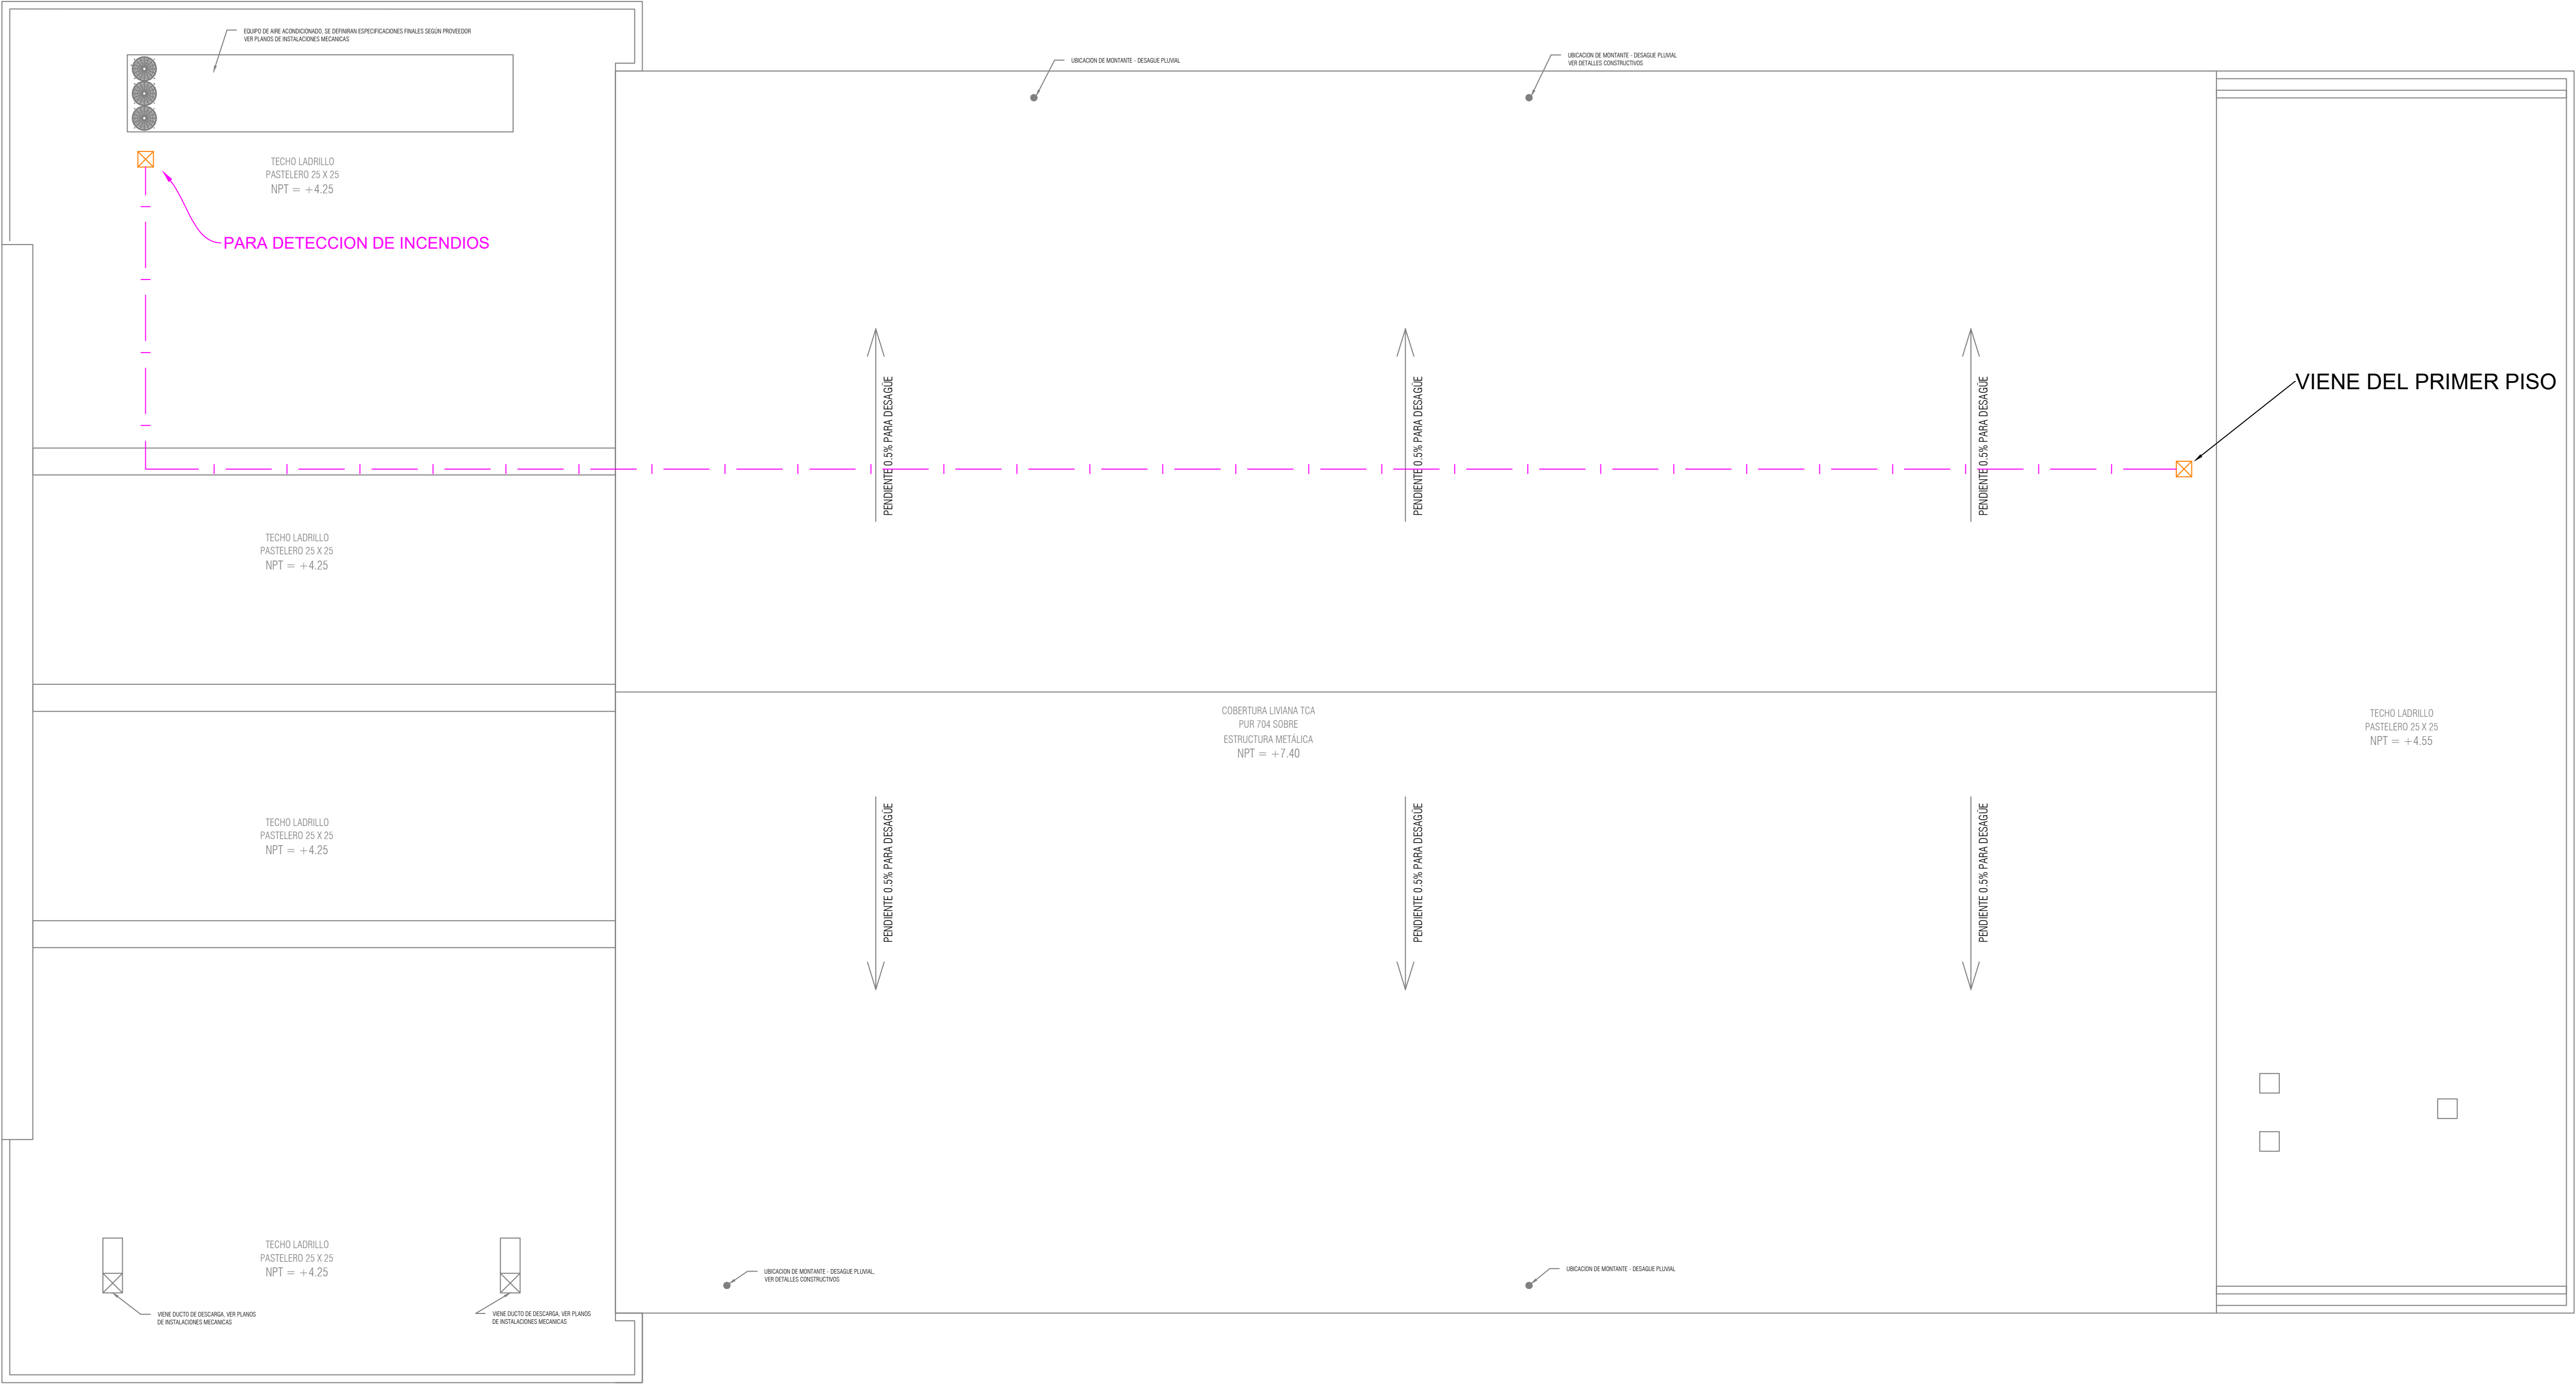 EQUIPO DE AIRE ACONDICIONADO, SE DEFINIRAN ESPECIFICACIONES FINALES SEGÚN PROVEEDOR
VER PLANOS DE INSTALACIONES MECANICAS
UBICACION DE MONTANTE - DESAGUE PLUVIAL
UBICACION DE MONTANTE - DESAGUE PLUVIAL
VER DETALLES CONSTRUCTIVOS
TECHO LADRILLO
PASTELERO 25 X 25
NPT = +4.25
PARA DETECCION DE INCENDIOS
VIENE DEL PRIMER PISO
PENDIENTE 0.5% PARA DESAGÜE
PENDIENTE 0.5% PARA DESAGÜE
PENDIENTE 0.5% PARA DESAGÜE
TECHO LADRILLO
PASTELERO 25 X 25
NPT = +4.25
COBERTURA LIVIANA TCA
PUR 704 SOBRE
ESTRUCTURA METÁLICA
NPT = +7.40
TECHO LADRILLO
PASTELERO 25 X 25
NPT = +4.55
TECHO LADRILLO
PASTELERO 25 X 25
NPT = +4.25
PENDIENTE 0.5% PARA DESAGÜE
PENDIENTE 0.5% PARA DESAGÜE
PENDIENTE 0.5% PARA DESAGÜE
TECHO LADRILLO
PASTELERO 25 X 25
NPT = +4.25
UBICACION DE MONTANTE - DESAGUE PLUVIAL,
VER DETALLES CONSTRUCTIVOS
UBICACION DE MONTANTE - DESAGUE PLUVIAL
VIENE DUCTO DE DESCARGA, VER PLANOS
DE INSTALACIONES MECANICAS
VIENE DUCTO DE DESCARGA, VER PLANOS
DE INSTALACIONES MECANICAS